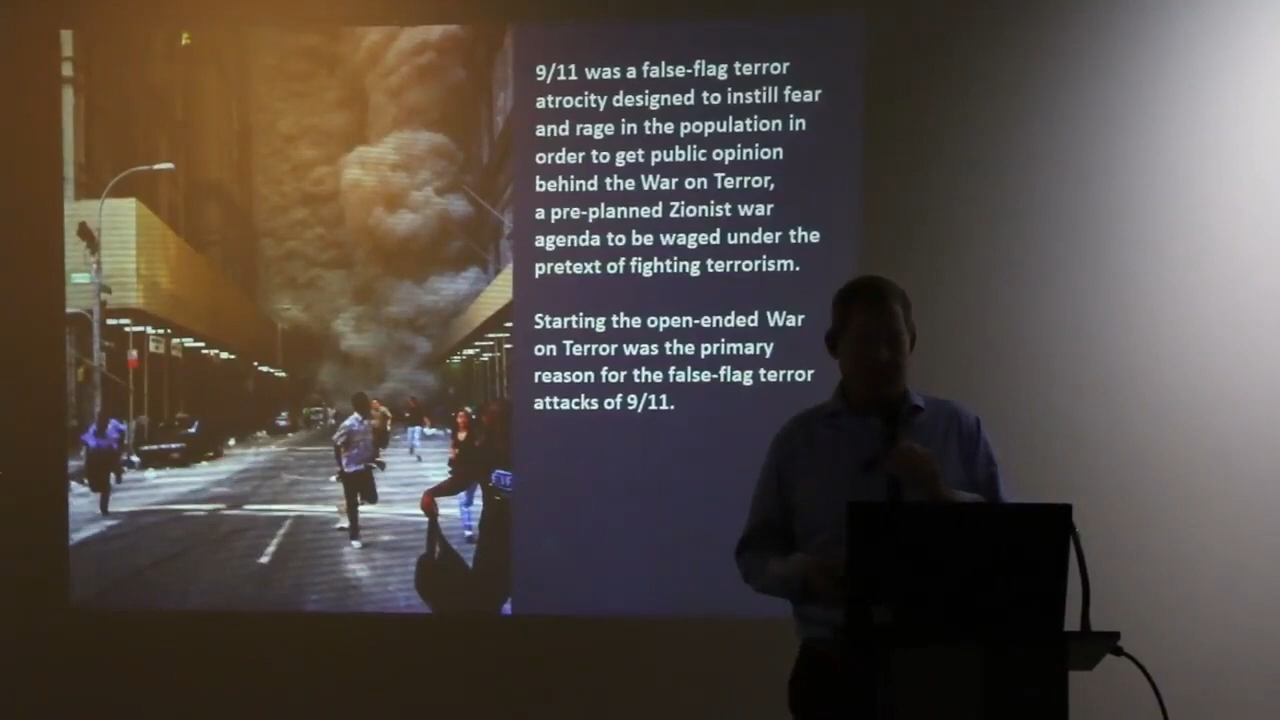 9/11 was a false-flag terror
atrocity designed to instill fear
and rage in the population in
order to get public opinion
behind the War on Terror,
a pre-planned Zionist war
agenda to be waged under the
pretext of fighting terrorism.
Starting the open-ended War
on Terror was the primary
reason for the false-flag terror
attacks of 9/11.